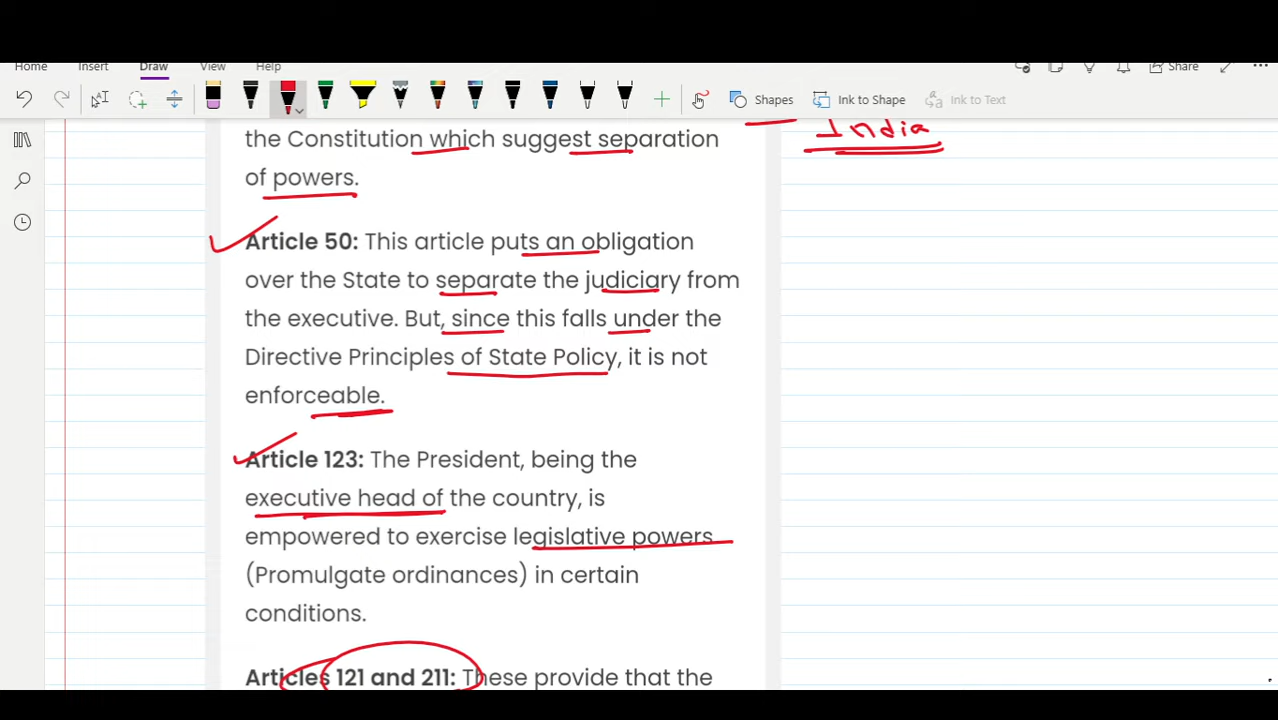 Home Insert Draw View Help Share
Shapes Ink to Shape Ink to Text
India
the Constitution which suggest separation
of powers.
Article 50: This article puts an obligation
over the State to separate the judiciary from
the executive. But, since this falls under the
Directive Principles of State Policy, it is not
enforceable.
Article 123: The President, being the
executive head of the country, is
empowered to exercise legislative powers
(Promulgate ordinances) in certain
conditions.
Articles 121 and 211: These provide that the